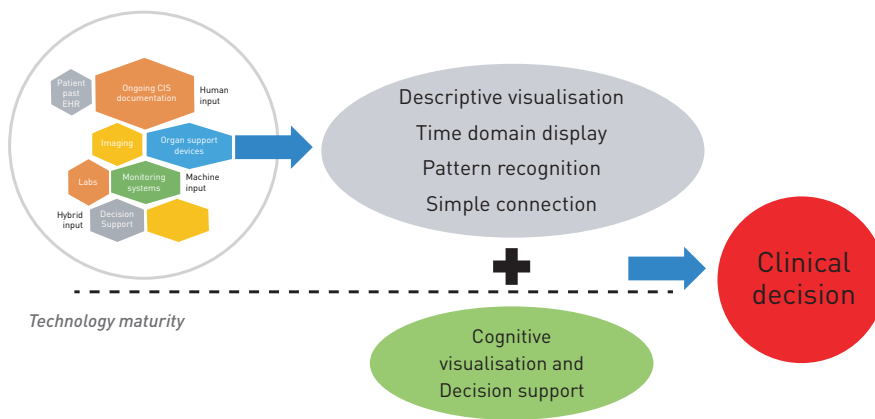 Patient
past
EHR
Ongoing CIS
documentation
Human
input
Imaging
Organ support
devices
Labs
Monitoring
systems
Machine
input
Hybrid
input
Decision
Support
Descriptive visualisation
Time domain display
Pattern recognition
Simple connection
Clinical
decision
Technology maturity
Cognitive
visualisation and
Decision support